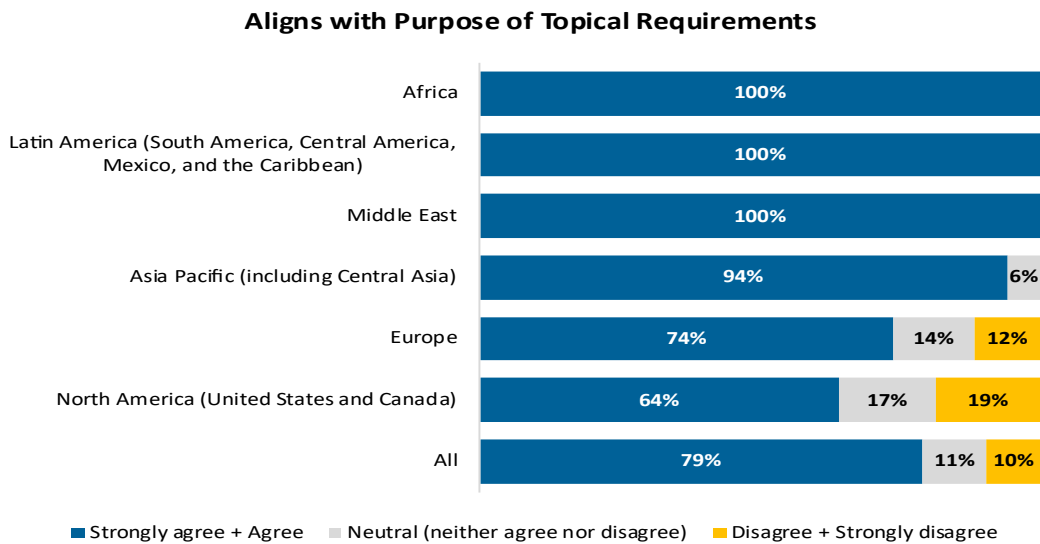 Aligns with Purpose of Topical Requirements
Africa
100%
Latin America (South America, Central America,
Mexico, and the Caribbean)
100%
Middle East
100%
Asia Pacific (including Central Asia)
94%
6%
Europe
74%
14%
12%
North America (United States and Canada)
64%
17%
19%
All
79%
11%
10%
Strongly agree + Agree
Neutral (neither agree nor disagree)
Disagree + Strongly disagree